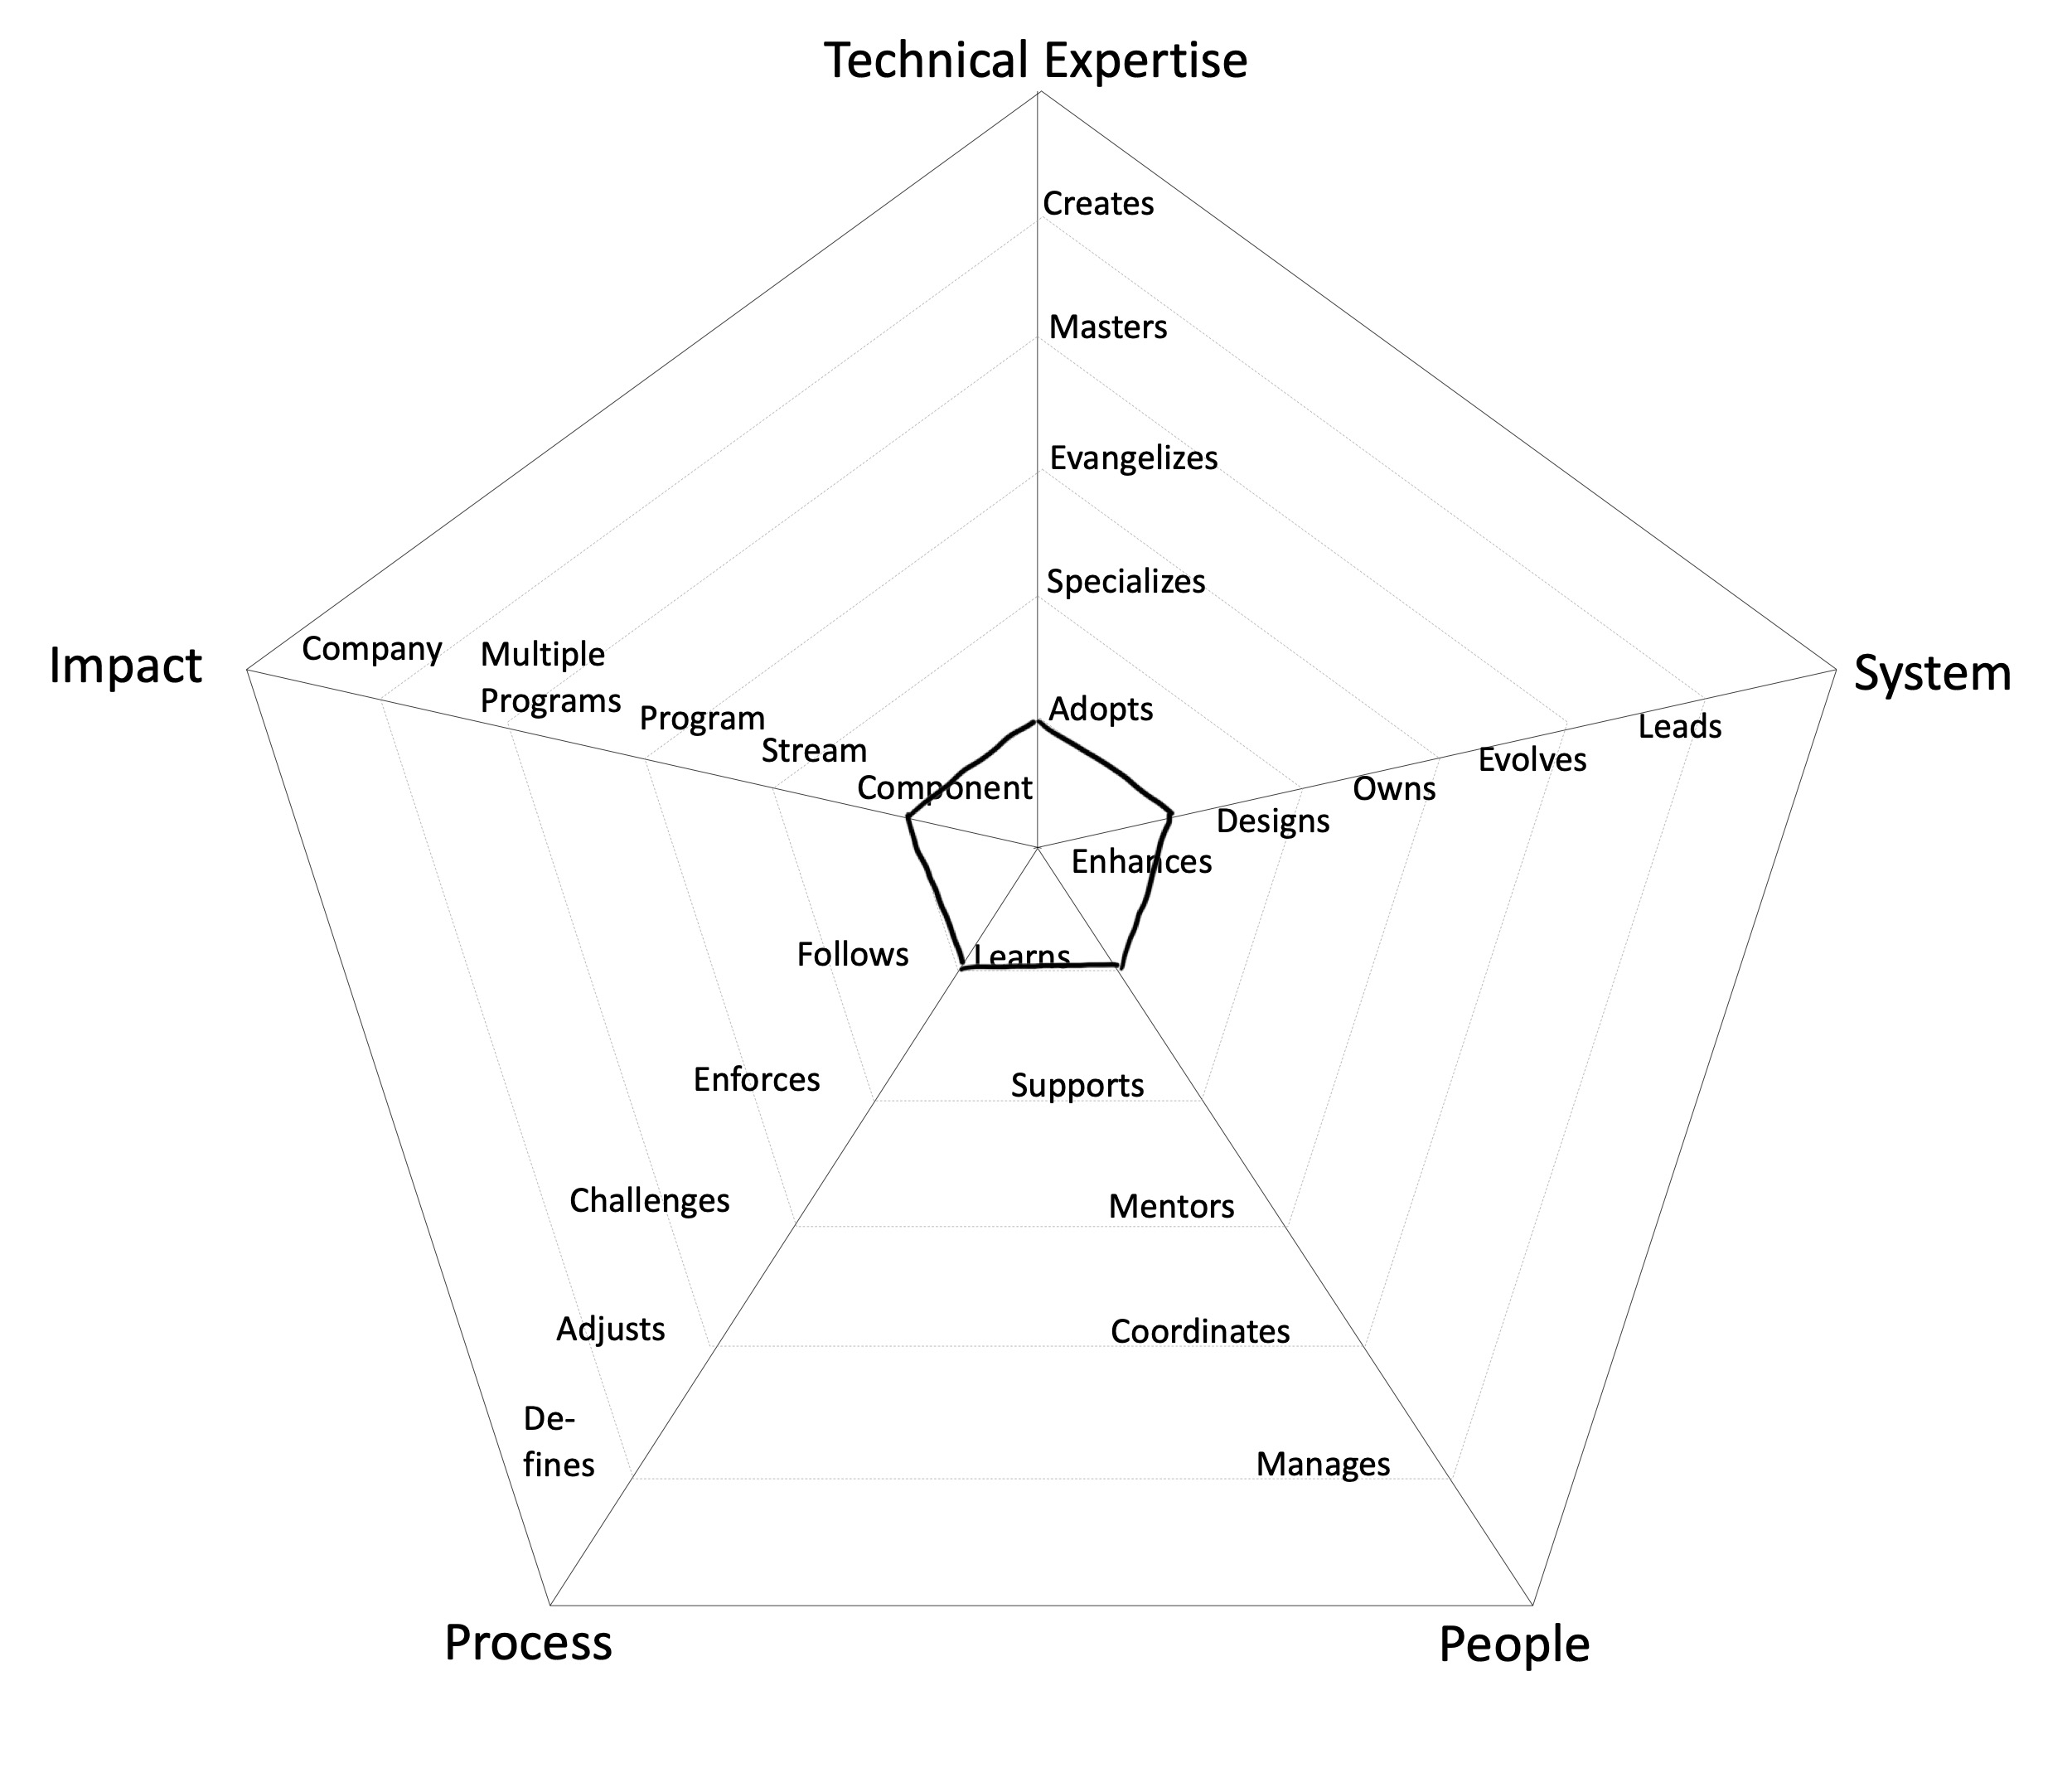 Technical Expertise
Creates
Masters
Evangelizes
Specializes
Adopts
Impact
Company
Multiple
Programs
Program
Stream
Component
System
Leads
Evolves
Owns
Designs
Enhances
Follows
Learns
Enforces
Supports
Challenges
Mentors
Adjusts
Coordinates
De-
fines
Manages
Process
People